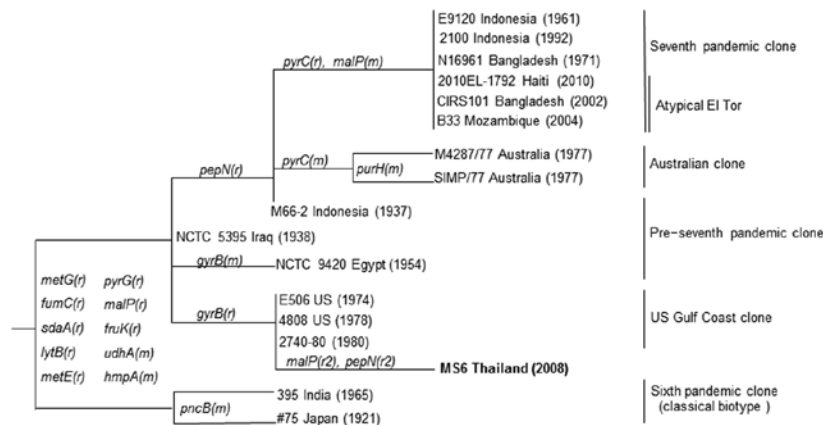 E9120 Indonesia (1961)
2100 Indonesia (1992)
N16961 Bangladesh (1971)
2010EL-1792 Haiti (2010)
CIRS101 Bangladesh (2002)
B33 Mozambique (2004)
Seventh pandemic clone
Atypical El Tor
pyrC(r), malP(m)
M4287/77 Australia (1977)
SIMP/77 Australia (1977)
Australian clone
pyrC(m)
purH(m)
pepN(r)
M66-2 Indonesia (1937)
NCTC 5395 Iraq (1938)
gyrB(m)
NCTC 9420 Egypt (1954)
Pre-seventh pandemic clone
metG(r) pyrG(r)
fumC(r) malP(r)
sdaA(r) fruK(r)
lytB(r) udhA(m)
metE(r) hmpA(m)
gyrB(r)
E506 US (1974)
4808 US (1978)
2740-80 (1980)
malP(r2), pepN(r2)
MS6 Thailand (2008)
US Gulf Coast clone
pncB(m)
395 India (1965)
#75 Japan (1921)
Sixth pandemic clone
(classical biotype )